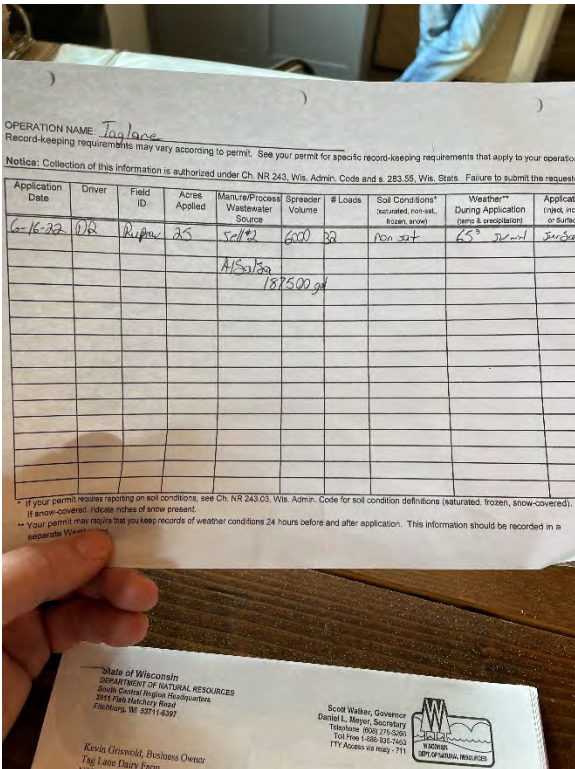 OPERATION NAME: Taglane
Record-keeping requirements may vary according to permit. See your permit for specific record-keeping requirements that apply to your operation
Notice: Collection of this information is authorized under Ch. NR 243, Wis. Admin. Code and s. 283.55, Wis. Stats. Failure to submit the request
Application Date Driver Field ID Acres Applied Manure/Process Wastewater Source Spreader Volume # Loads Soil Conditions* (saturated, non-sat., frozen, snow) Weather** During Application (temp & precipitation) Applicat (inject, inc or Surfac
6-16-22 25 6000 32 non sat 65°
187500 gal
* If your permit requires reporting on soil conditions, see Ch. NR 243.03, Wis. Admin. Code for soil condition definitions (saturated, frozen, snow-covered).
If snow-covered, indicate inches of snow present.
** Your permit may require that you keep records of weather conditions 24 hours before and after application. This information should be recorded in a
separate
State of Wisconsin
DEPARTMENT OF NATURAL RESOURCES
South Central Region Headquarters
3911 Fish Hatchery Road
Fitchburg, WI 53711-5397
Scott Walker, Governor
Daniel L. Meyer, Secretary
Telephone (608) 275-3266
Toll Free 1-888-936-7463
TTY Access via relay - 711
WISCONSIN
DEPT. OF NATURAL RESOURCES
Kevin Griswold, Business Owner
Tag Lane Dairy Farm